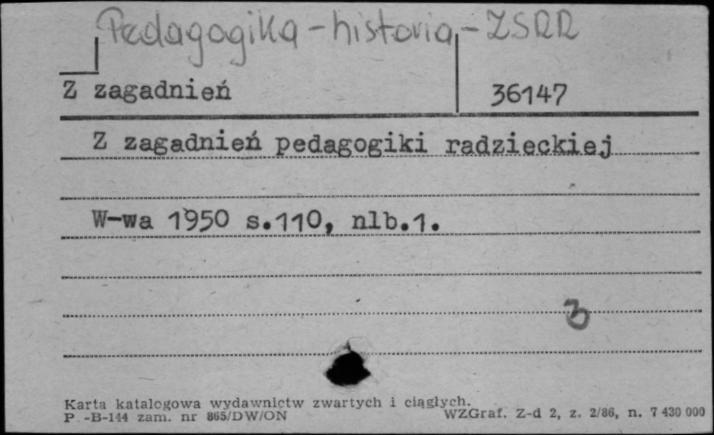 Pedagogika - historia - ZSRR
Z zagadnień 36147
Z zagadnień pedagogiki radzieckiej
W-wa 1950 s.110, nlb.1.
3
Karta katalogowa wydawnictw zwartych i ciągłych.
P -B-144 zam. nr 865/DW/ON WZGraf. Z-d 2, z. 2/86, n. 7 430 000